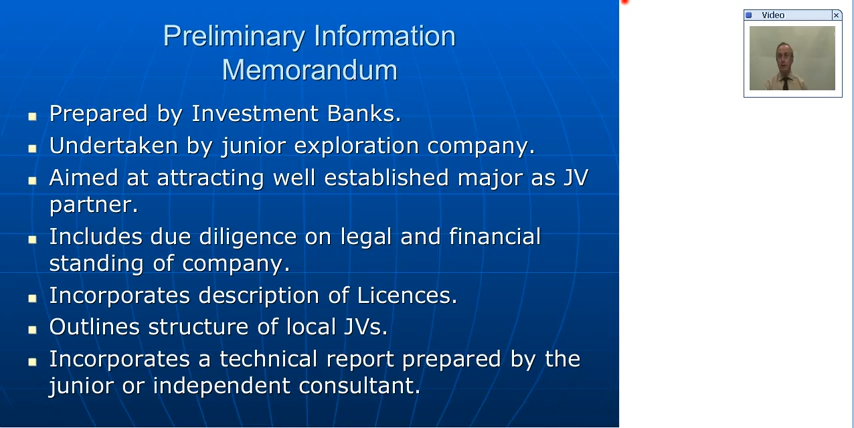 Preliminary Information
Memorandum
Prepared by Investment Banks.
Undertaken by junior exploration company.
Aimed at attracting well established major as JV
partner.
Includes due diligence on legal and financial
standing of company.
Incorporates description of Licences.
Outlines structure of local JVs.
Incorporates a technical report prepared by the
junior or independent consultant.
Video